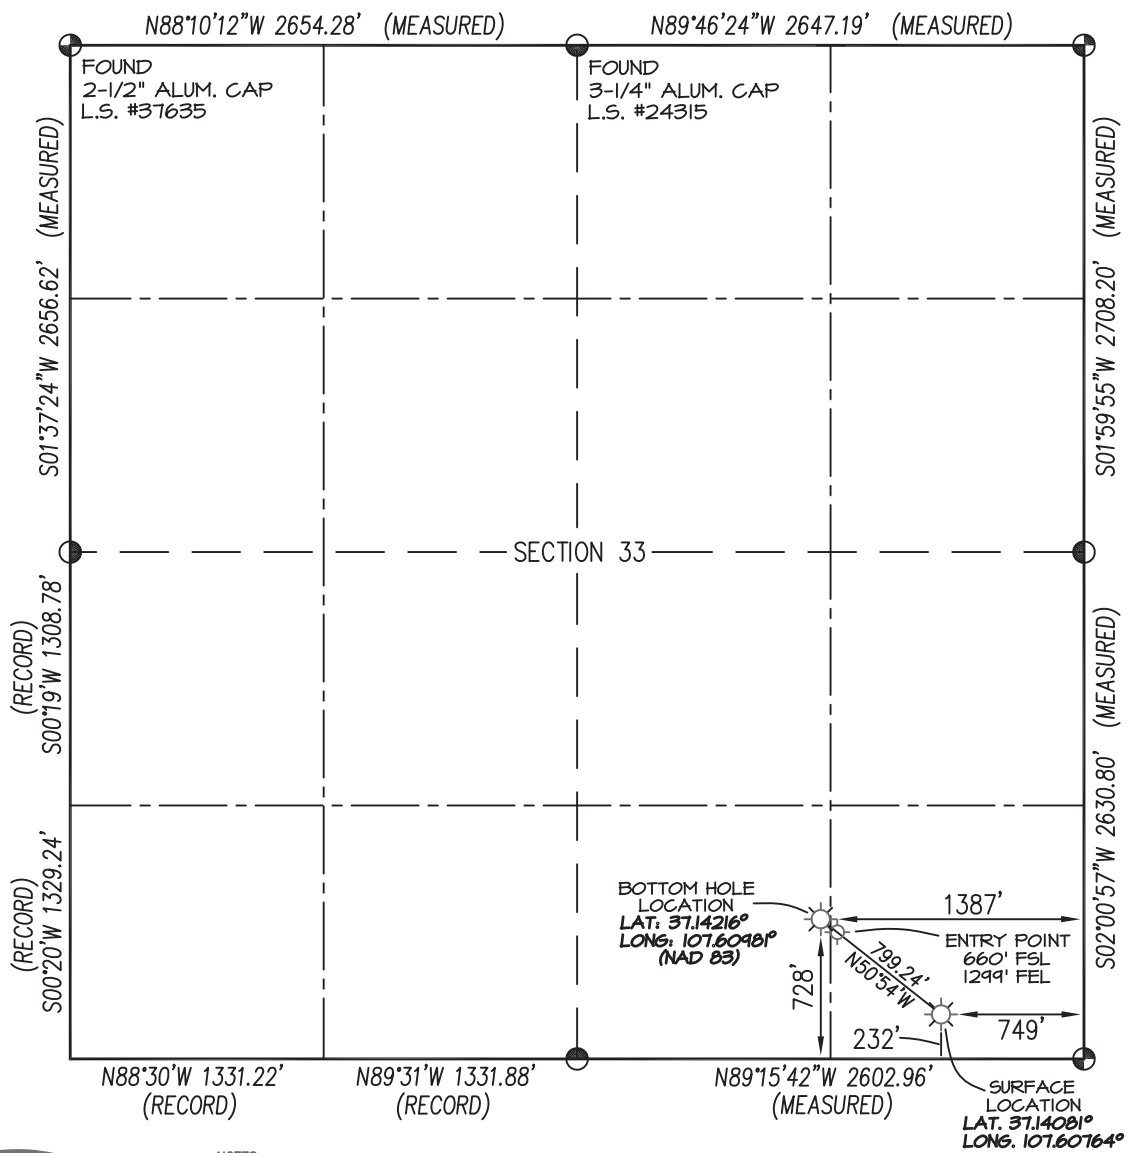 N88°10'12"W 2654.28' (MEASURED)
N89°46'24"W 2647.19' (MEASURED)
FOUND
2-1/2" ALUM. CAP
L.S. #37635
FOUND
3-1/4" ALUM. CAP
L.S. #24315
S01°37'24"W 2656.62' (MEASURED)
S01°59'55"W 2708.20' (MEASURED)
SECTION 33
(RECORD)
S00°19'W 1308.78'
(RECORD)
S00°20'W 1329.24'
S02°00'57"W 2630.80' (MEASURED)
BOTTOM HOLE
LOCATION
LAT: 37.14216°
LONG: 107.60981°
(NAD 83)
1387'
ENTRY POINT
660' FSL
1299' FEL
799.24'
N50°54'W
728'
749'
232'
N88°30'W 1331.22'
(RECORD)
N89°31'W 1331.88'
(RECORD)
N89°15'42"W 2602.96'
(MEASURED)
SURFACE
LOCATION
LAT. 37.14081°
LONG. 107.60764°